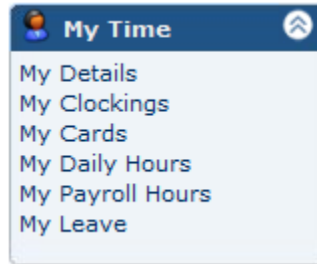 My Time
My Details
My Clockings
My Cards
My Daily Hours
My Payroll Hours
My Leave